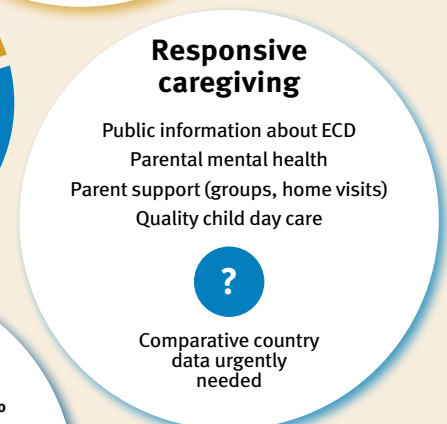 Responsive
caregiving
Public information about ECD
Parental mental health
Parent support (groups, home visits)
Quality child day care
?
Comparative country
data urgently
needed